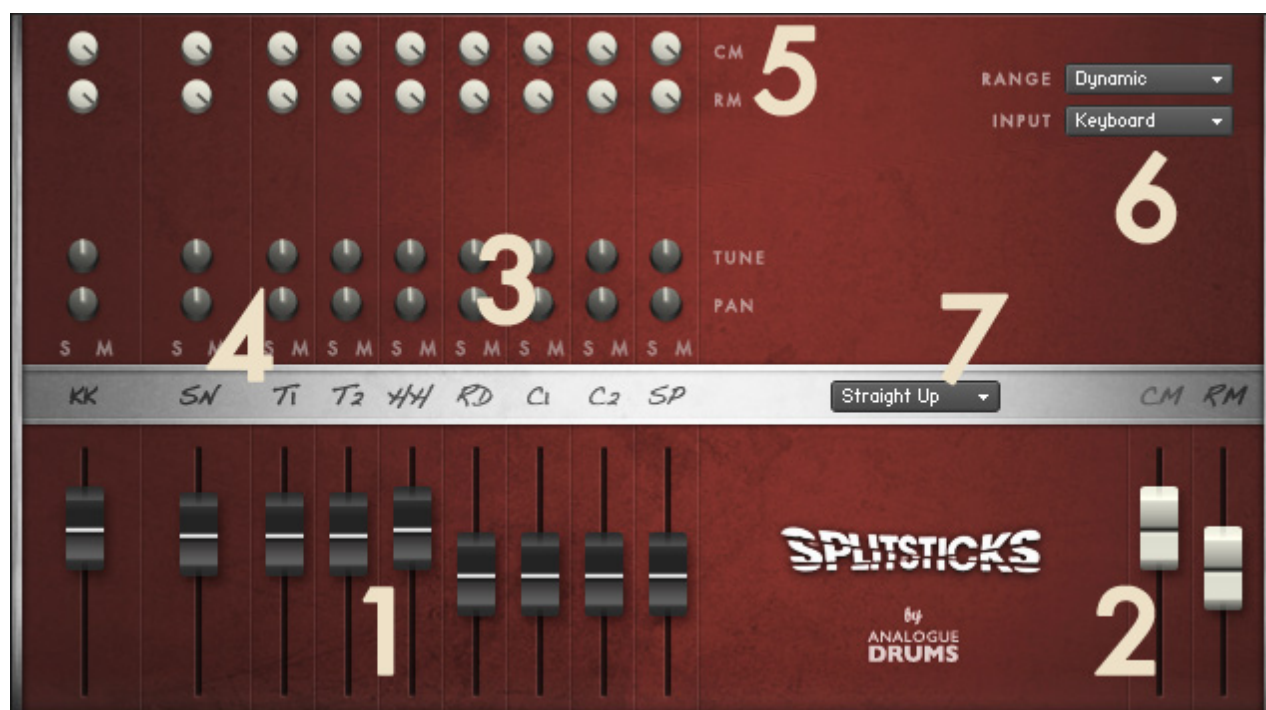 CM
5
RM
RANGE Dynamic
INPUT Keyboard
6
3
TUNE
PAN
4
7
S M S M S M S M S M S M S M S M S M
KK SN T1 T2 HH RD C1 C2 SP Straight Up CM RM
SPLITSTICKS
1
2
by
ANALOGUE
DRUMS